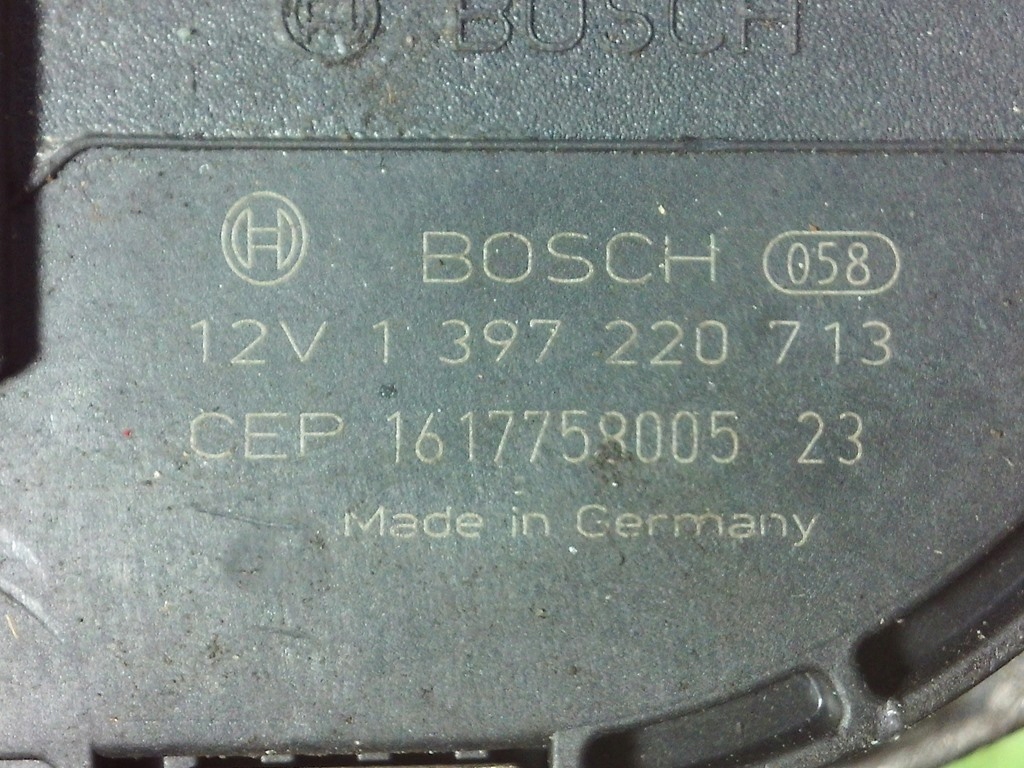 BOSCH
BOSCH 058
12V 1 397 220 713
CEP 1617758005 23
Made in Germany